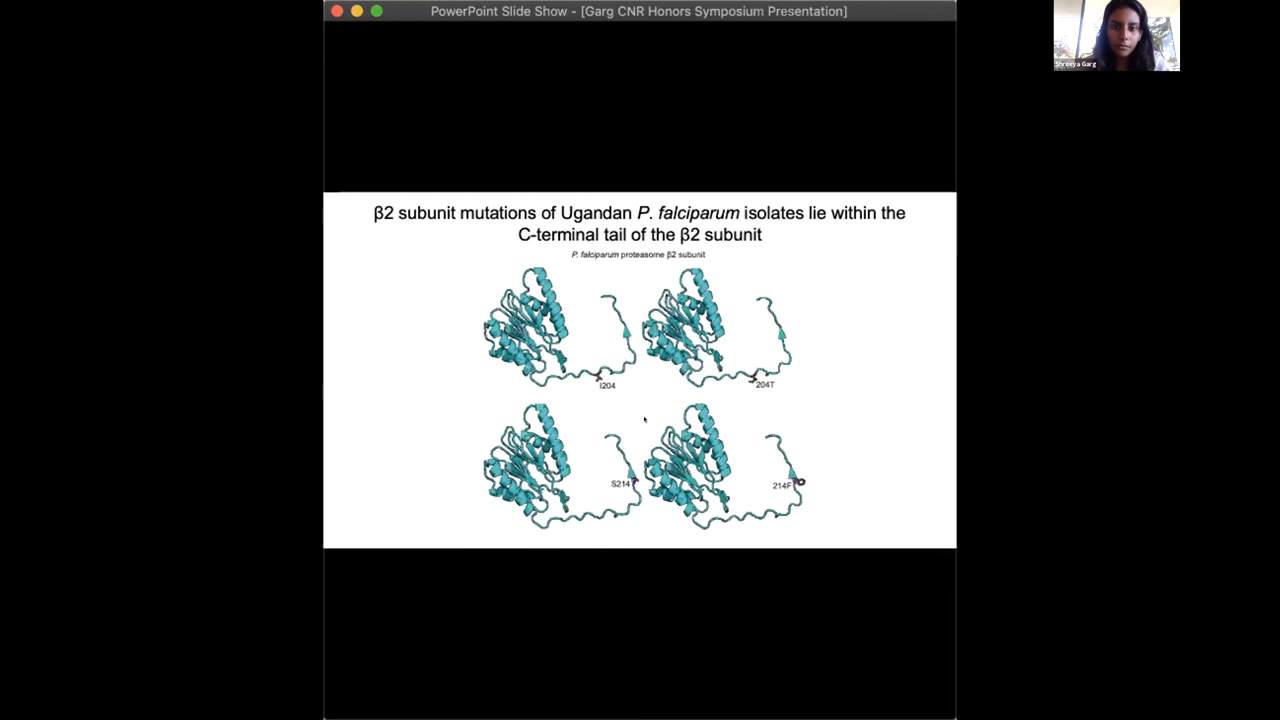 PowerPoint Slide Show - [Garg CNR Honors Symposium Presentation]
Shreeya Garg
β2 subunit mutations of Ugandan P. falciparum isolates lie within the
C-terminal tail of the β2 subunit
P. falciparum proteasome β2 subunit
I204
204T
S214
214F